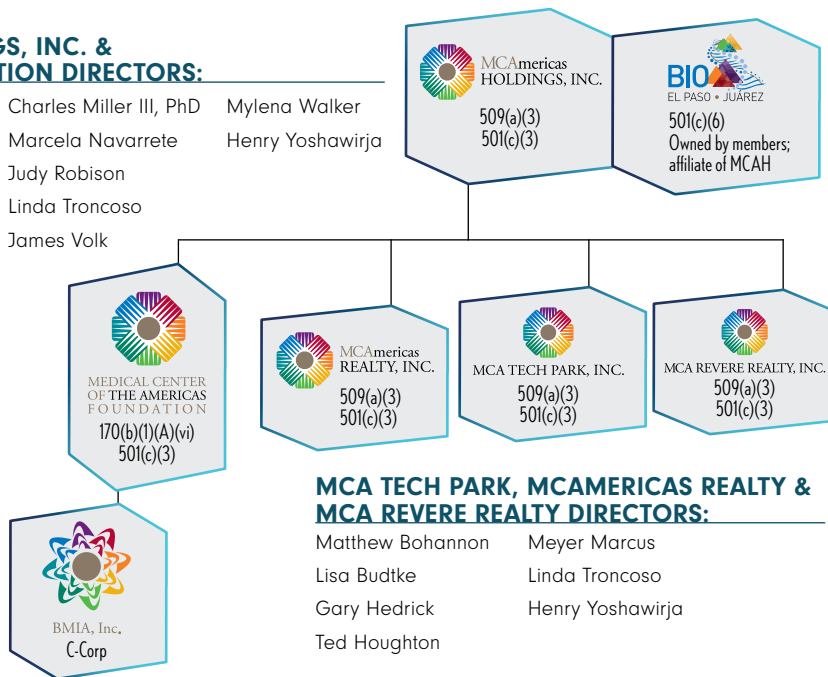 GS, INC. &
TION DIRECTORS:
Charles Miller III, PhD
Marcela Navarrete
Judy Robison
Linda Troncoso
James Volk
Mylena Walker
Henry Yoshawirja
MCAmericas
HOLDINGS, INC.
509(a)(3)
501(c)(3)
BIO
EL PASO • JUÁREZ
501(c)(6)
Owned by members;
affiliate of MCAH
MEDICAL CENTER
OF THE AMERICAS
FOUNDATION
170(b)(1)(A)(vi)
501(c)(3)
MCAmericas
REALTY, INC.
509(a)(3)
501(c)(3)
MCA TECH PARK, INC.
509(a)(3)
501(c)(3)
MCA REVERE REALTY, INC.
509(a)(3)
501(c)(3)
BMIA, Inc.
C-Corp
MCA TECH PARK, MCAMERICAS REALTY &
MCA REVERE REALTY DIRECTORS:
Matthew Bohannon
Lisa Budtke
Gary Hedrick
Ted Houghton
Meyer Marcus
Linda Troncoso
Henry Yoshawirja